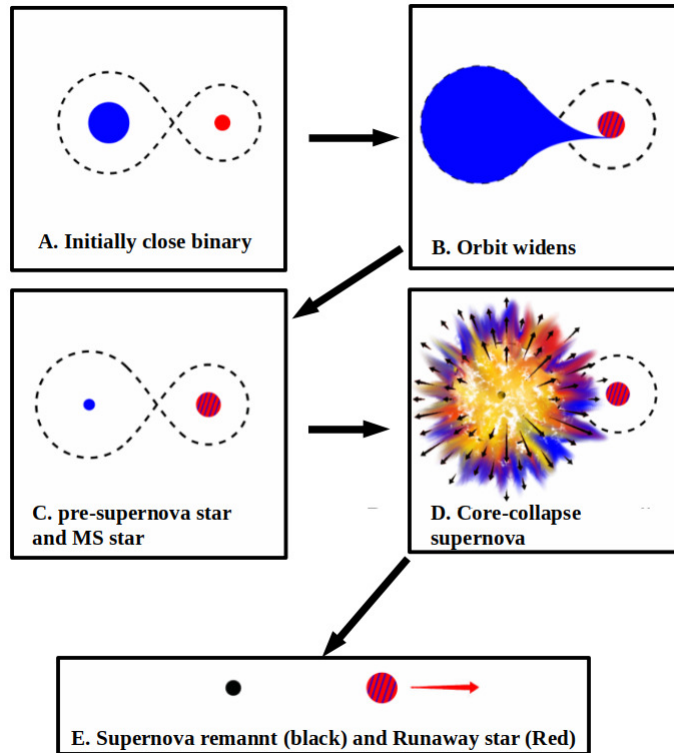 A. Initially close binary
B. Orbit widens
C. pre-supernova star
and MS star
D. Core-collapse
supernova
E. Supernova remannt (black) and Runaway star (Red)